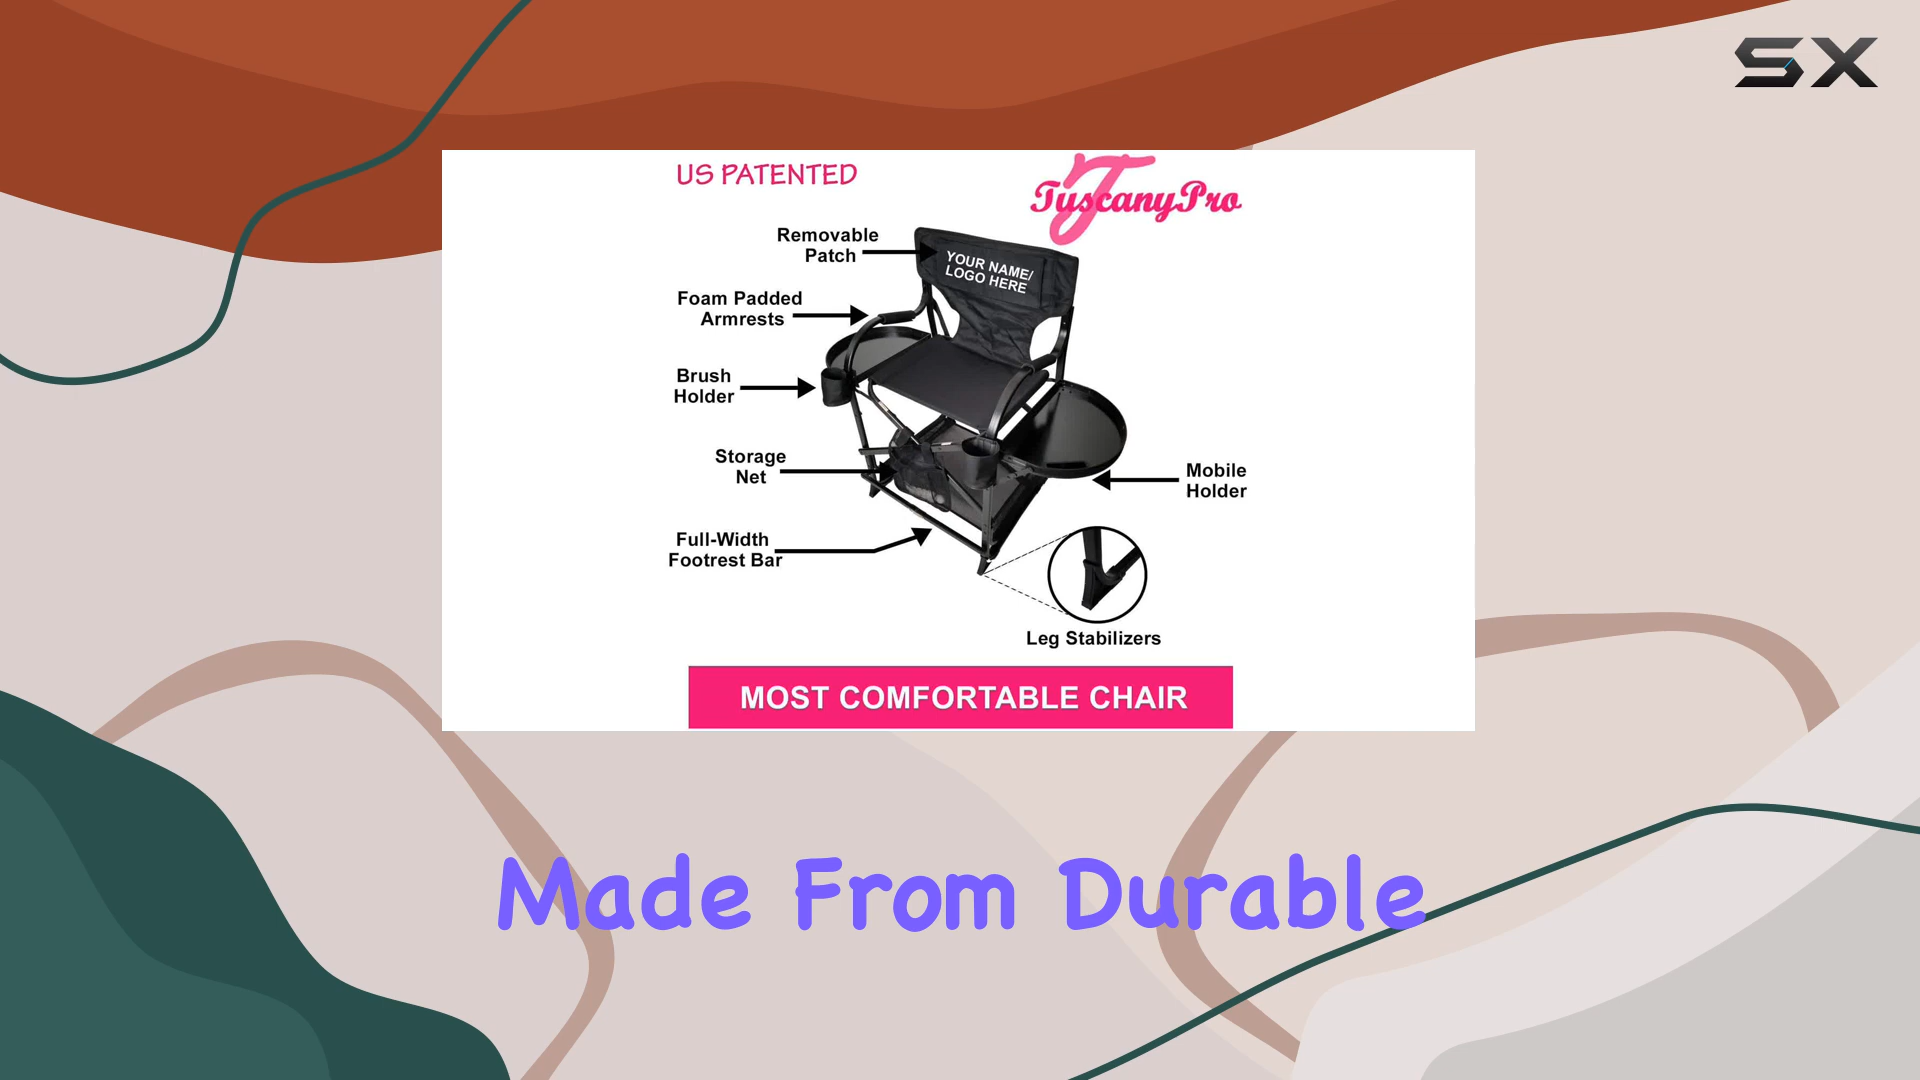 SX
US PATENTED
TuscanyPro
Removable
Patch
YOUR NAME/
LOGO HERE
Foam Padded
Armrests
Brush
Holder
Storage
Net
Mobile
Holder
Full-Width
Footrest Bar
Leg Stabilizers
MOST COMFORTABLE CHAIR
Made From Durable